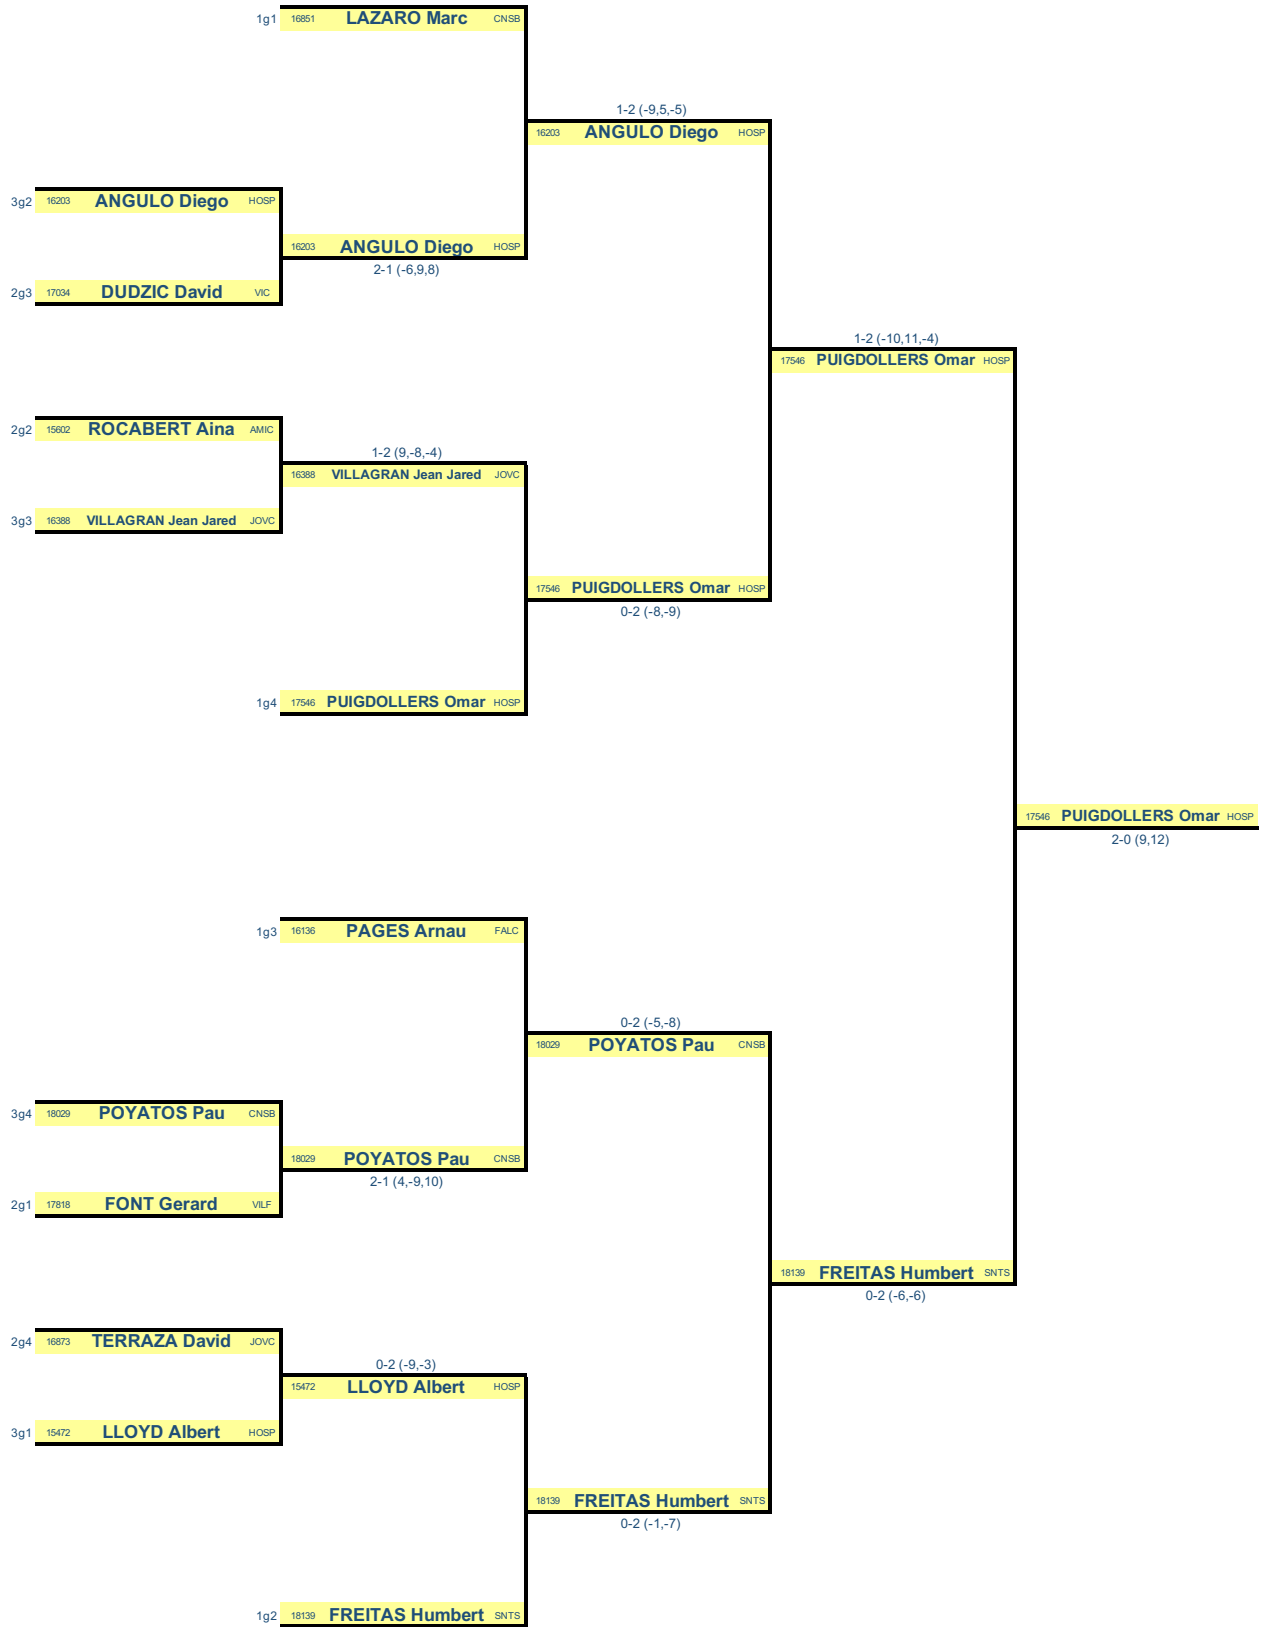 1g1 16851 LAZARO Marc CNSB
1-2 (-9,5,-5)
16203 ANGULO Diego HOSP
3g2 16203 ANGULO Diego HOSP
16203 ANGULO Diego HOSP
2-1 (-6,9,8)
2g3 17034 DUDZIC David VIC
1-2 (-10,11,-4)
17546 PUIGDOLLERS Omar HOSP
2g2 15602 ROCABERT Aina AMIC
1-2 (9,-8,-4)
16388 VILLAGRAN Jean Jared JOVC
3g3 16388 VILLAGRAN Jean Jared JOVC
17546 PUIGDOLLERS Omar HOSP
0-2 (-8,-9)
1g4 17546 PUIGDOLLERS Omar HOSP
17546 PUIGDOLLERS Omar HOSP
2-0 (9,12)
1g3 16136 PAGES Arnau FALC
0-2 (-5,-8)
18029 POYATOS Pau CNSB
3g4 18029 POYATOS Pau CNSB
18029 POYATOS Pau CNSB
2-1 (4,-9,10)
2g1 17818 FONT Gerard VILF
18139 FREITAS Humbert SNTS
0-2 (-6,-6)
2g4 16873 TERRAZA David JOVC
0-2 (-9,-3)
15472 LLOYD Albert HOSP
3g1 15472 LLOYD Albert HOSP
18139 FREITAS Humbert SNTS
0-2 (-1,-7)
1g2 18139 FREITAS Humbert SNTS